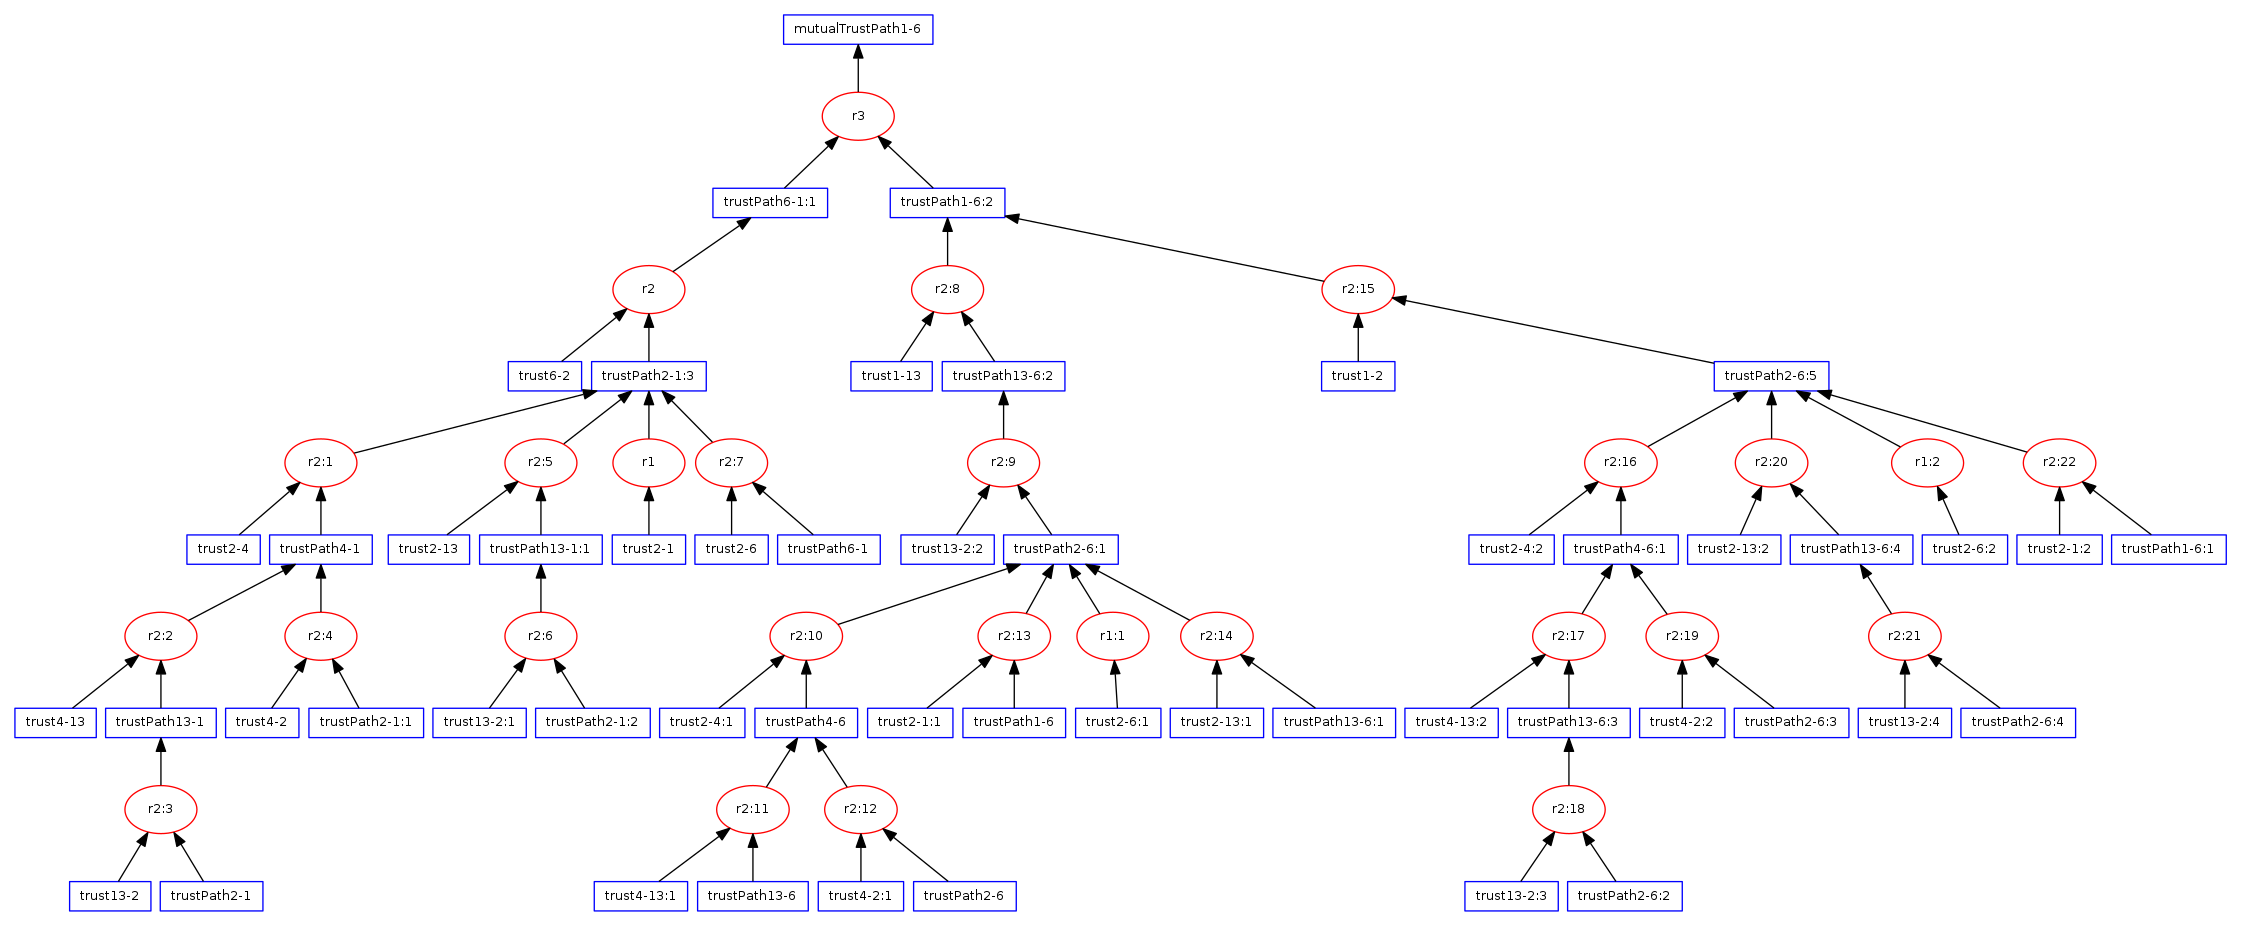 mutualTrustPath1-6
r3
trustPath6-1:1
trustPath1-6:2
r2
r2:8
r2:15
trust6-2
trustPath2-1:3
trust1-13
trustPath13-6:2
trust1-2
trustPath2-6:5
r2:1
r2:5
r1
r2:7
r2:9
r2:16
r2:20
r1:2
r2:22
trust2-4
trustPath4-1
trust2-13
trustPath13-1:1
trust2-1
trust2-6
trustPath6-1
trust13-2:2
trustPath2-6:1
trust2-4:2
trustPath4-6:1
trust2-13:2
trustPath13-6:4
trust2-6:2
trust2-1:2
trustPath1-6:1
r2:2
r2:4
r2:6
r2:10
r2:13
r1:1
r2:14
r2:17
r2:19
r2:21
trust4-13
trustPath13-1
trust4-2
trustPath2-1:1
trust13-2:1
trustPath2-1:2
trust2-4:1
trustPath4-6
trust2-1:1
trustPath1-6
trust2-6:1
trust2-13:1
trustPath13-6:1
trust4-13:2
trustPath13-6:3
trust4-2:2
trustPath2-6:3
trust13-2:4
trustPath2-6:4
r2:3
r2:11
r2:12
r2:18
trust13-2
trustPath2-1
trust4-13:1
trustPath13-6
trust4-2:1
trustPath2-6
trust13-2:3
trustPath2-6:2